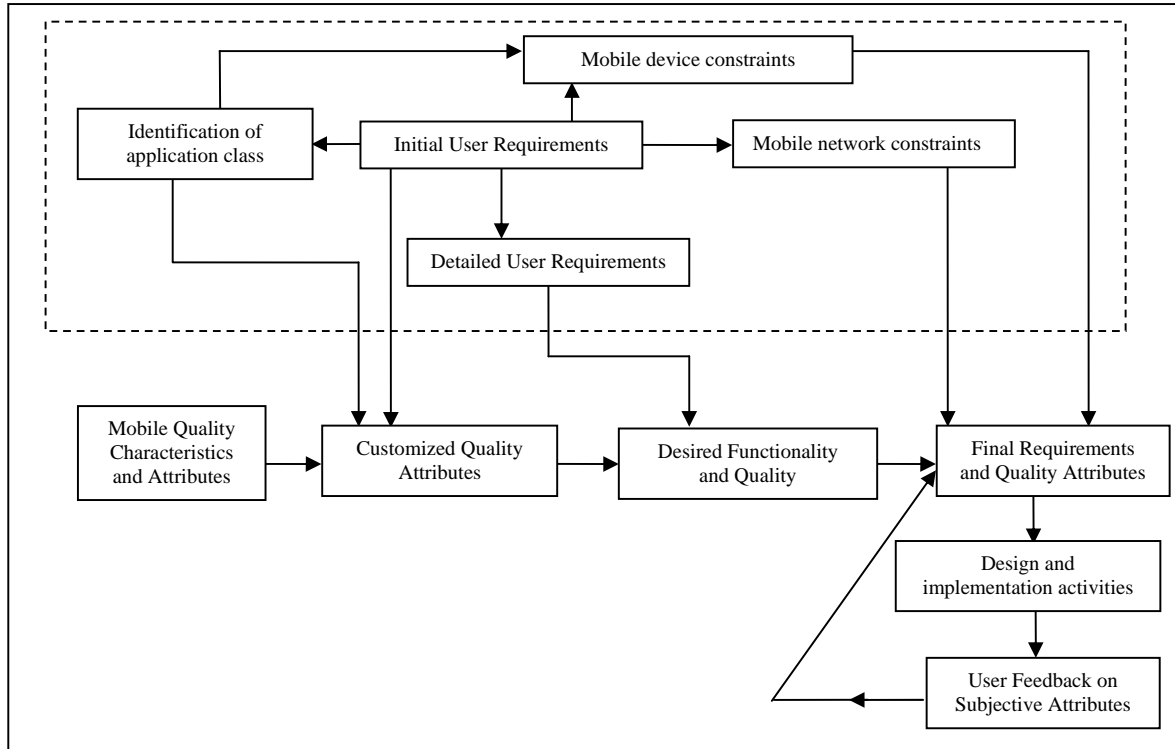 Mobile device constraints
Identification of
application class
Initial User Requirements
Mobile network constraints
Detailed User Requirements
Mobile Quality
Characteristics
and Attributes
Customized Quality
Attributes
Desired Functionality
and Quality
Final Requirements
and Quality Attributes
Design and
implementation activities
User Feedback on
Subjective Attributes